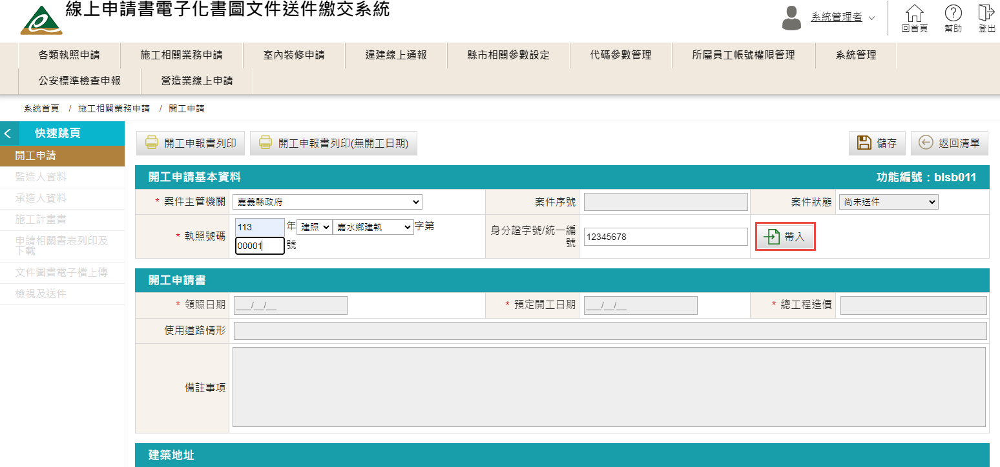 線上申請書電子化書圖文件送件繳交系統
系統管理者
回首頁 幫助 登出
各類執照申請 施工相關業務申請 室內裝修申請 違建線上通報 縣市相關參數設定 代碼參數管理 所屬員工帳號權限管理 系統管理
公安標準檢查申報 營造業線上申請
系統首頁 / 施工相關業務申請 / 開工申請
快速跳頁
開工申請
監造人資料
承造人資料
施工計畫書
申請相關書表列印及
下載
文件圖書電子檔上傳
檢視及送件
開工申報書列印 開工申報書列印(無開工日期) 儲存 返回清單
開工申請基本資料 功能編號：blsb011
* 案件主管機關 嘉義縣政府 案件序號 案件狀態 尚未送件
* 執照號碼 113 年 建照 嘉水鄉建執 字第
00001 號
身分證字號/統一編
號
12345678 帶入
開工申請書
* 領照日期 ___/__/__ * 預定開工日期 ___/__/__ * 總工程造價
使用道路情形
備註事項
建築地址